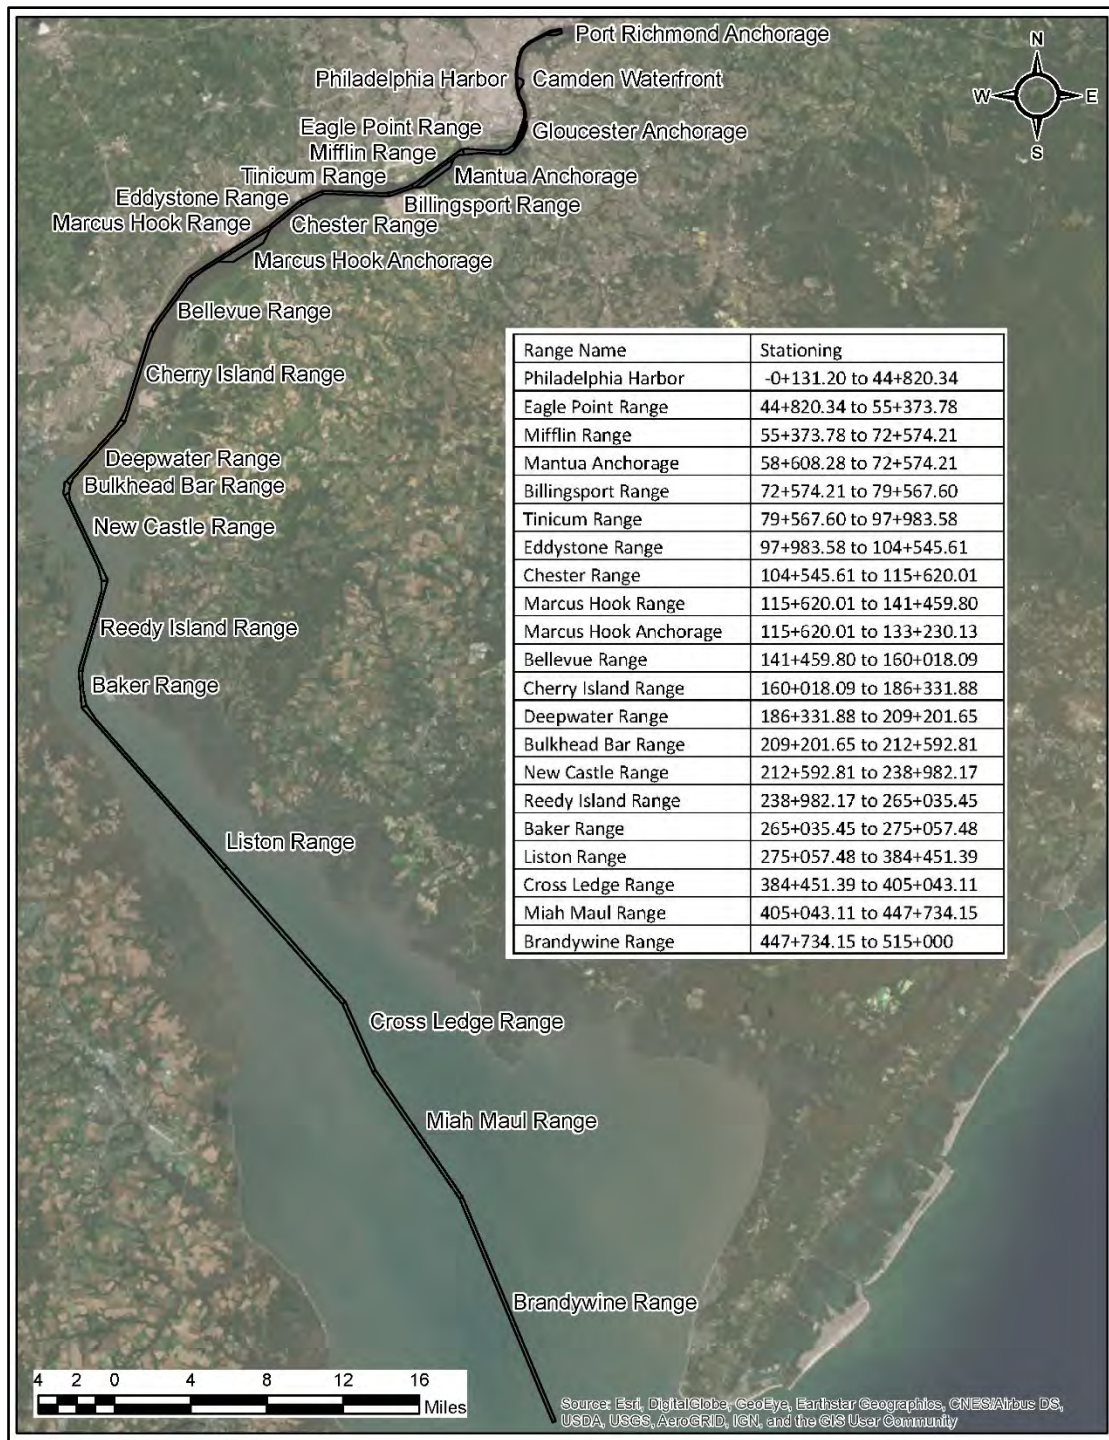 Port Richmond Anchorage
Philadelphia Harbor
Camden Waterfront
Eagle Point Range
Gloucester Anchorage
Mifflin Range
Tinicum Range
Mantua Anchorage
Eddystone Range
Billingsport Range
Marcus Hook Range
Chester Range
Marcus Hook Anchorage
Bellevue Range
Cherry Island Range
Deepwater Range
Bulkhead Bar Range
New Castle Range
Reedy Island Range
Baker Range
Liston Range
Cross Ledge Range
Miah Maul Range
Brandywine Range
N
W E
S
Range Name Stationing
Philadelphia Harbor -0+131.20 to 44+820.34
Eagle Point Range 44+820.34 to 55+373.78
Mifflin Range 55+373.78 to 72+574.21
Mantua Anchorage 58+608.28 to 72+574.21
Billingsport Range 72+574.21 to 79+567.60
Tinicum Range 79+567.60 to 97+983.58
Eddystone Range 97+983.58 to 104+545.61
Chester Range 104+545.61 to 115+620.01
Marcus Hook Range 115+620.01 to 141+459.80
Marcus Hook Anchorage 115+620.01 to 133+230.13
Bellevue Range 141+459.80 to 160+018.09
Cherry Island Range 160+018.09 to 186+331.88
Deepwater Range 186+331.88 to 209+201.65
Bulkhead Bar Range 209+201.65 to 212+592.81
New Castle Range 212+592.81 to 238+982.17
Reedy Island Range 238+982.17 to 265+035.45
Baker Range 265+035.45 to 275+057.48
Liston Range 275+057.48 to 384+451.39
Cross Ledge Range 384+451.39 to 405+043.11
Miah Maul Range 405+043.11 to 447+734.15
Brandywine Range 447+734.15 to 515+000
4 2 0 4 8 12 16
Miles
Source: Esri, DigitalGlobe, GeoEye, Earthstar Geographics, CNES/Airbus DS,
USDA, USGS, AeroGRID, IGN, and the GIS User Community